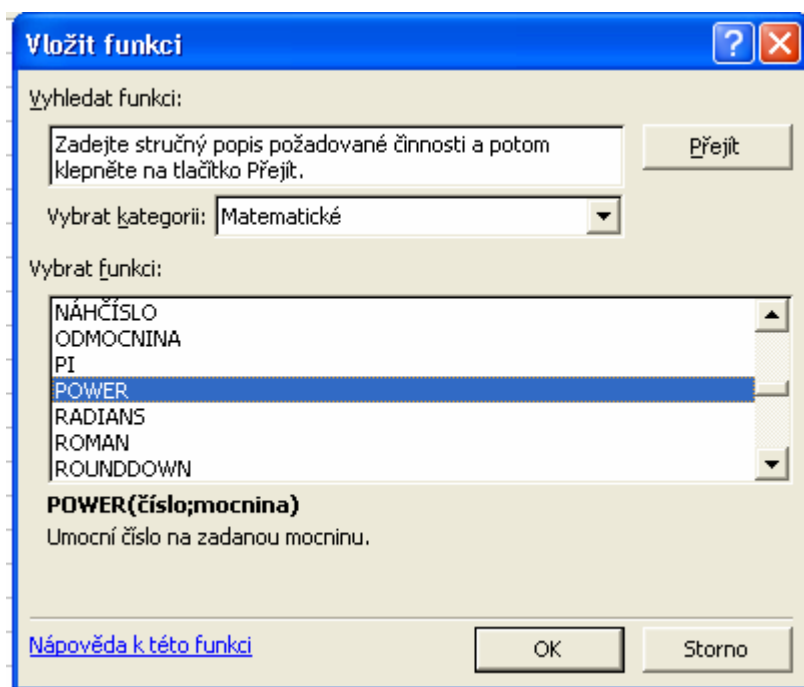 Vložit funkci
Vyhledat funkci:
Zadejte stručný popis požadované činnosti a potom
klepněte na tlačítko Přejít.
Přejít
Vybrat kategorii: Matematické
Vybrat funkci:
NÁHČÍSLO
ODMOCNINA
PI
POWER
RADIANS
ROMAN
ROUNDDOWN
POWER(číslo;mocnina)
Umocní číslo na zadanou mocninu.
Nápověda k této funkci
OK
Storno